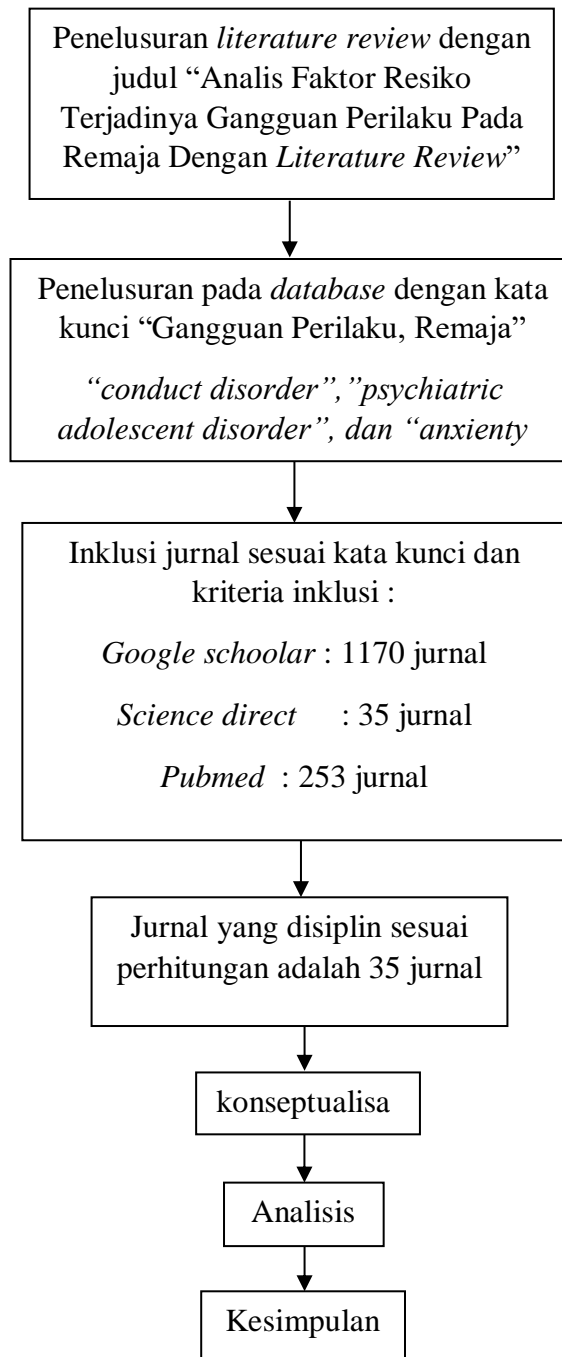 Penelusuran literature review dengan
judul “Analis Faktor Resiko
Terjadinya Gangguan Perilaku Pada
Remaja Dengan Literature Review”
Penelusuran pada database dengan kata
kunci “Gangguan Perilaku, Remaja”
“conduct disorder”,”psychiatric
adolescent disorder”, dan “anxienty
Inklusi jurnal sesuai kata kunci dan
kriteria inklusi :
Google schoolar : 1170 jurnal
Science direct : 35 jurnal
Pubmed : 253 jurnal
Jurnal yang disiplin sesuai
perhitungan adalah 35 jurnal
konseptualisa
Analisis
Kesimpulan